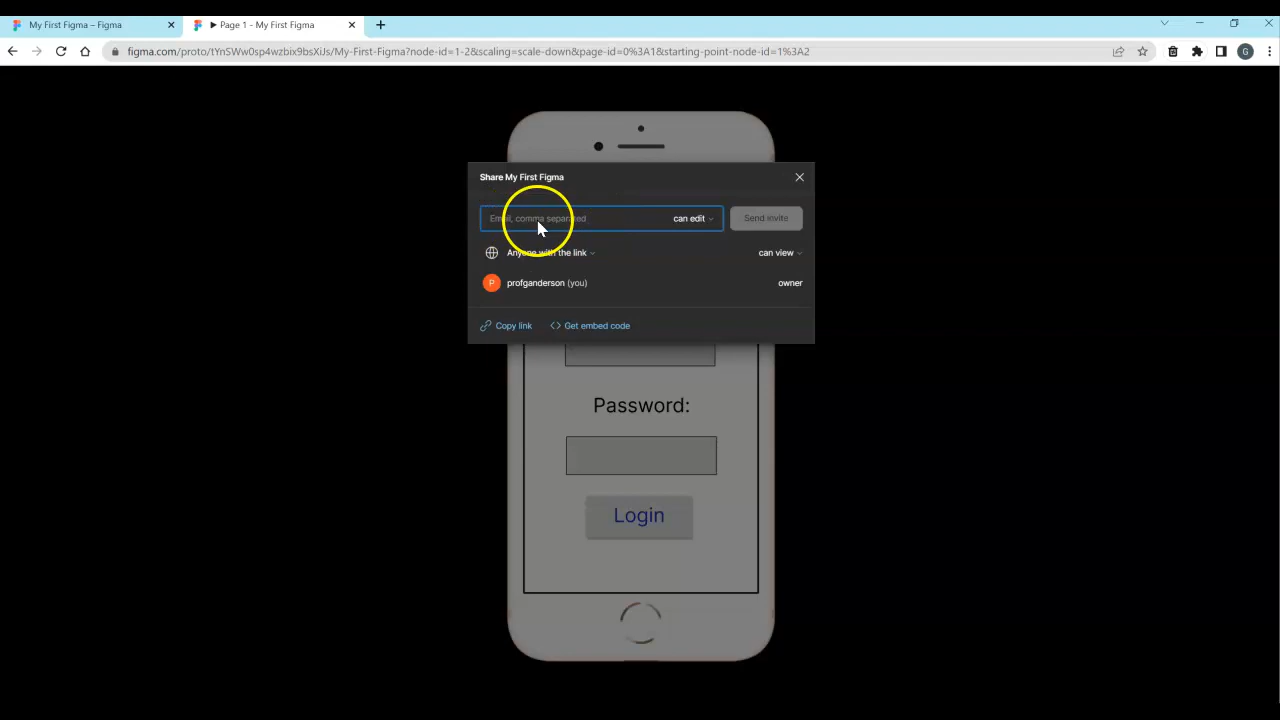 My First Figma – Figma
▶ Page 1 - My First Figma
figma.com/proto/tYnSWw0sp4wzbix9bsXiJs/My-First-Figma?node-id=1-2&scaling=scale-down&page-id=0%3A1&starting-point-node-id=1%3A2
G
Share My First Figma
Email, comma separated
can edit
Send invite
Anyone with the link
can view
P
profganderson (you)
owner
Copy link
<> Get embed code
Password:
Login